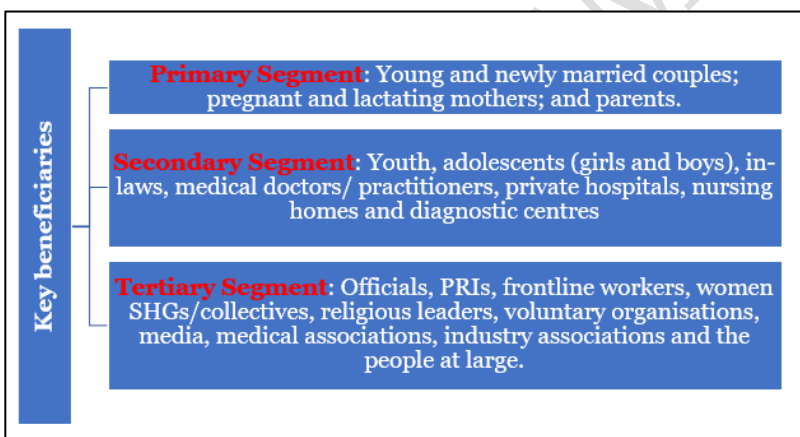 Key beneficiaries
Primary Segment: Young and newly married couples;
pregnant and lactating mothers; and parents.
Secondary Segment: Youth, adolescents (girls and boys), in-
laws, medical doctors/ practitioners, private hospitals, nursing
homes and diagnostic centres
Tertiary Segment: Officials, PRIs, frontline workers, women
SHGs/collectives, religious leaders, voluntary organisations,
media, medical associations, industry associations and the
people at large.